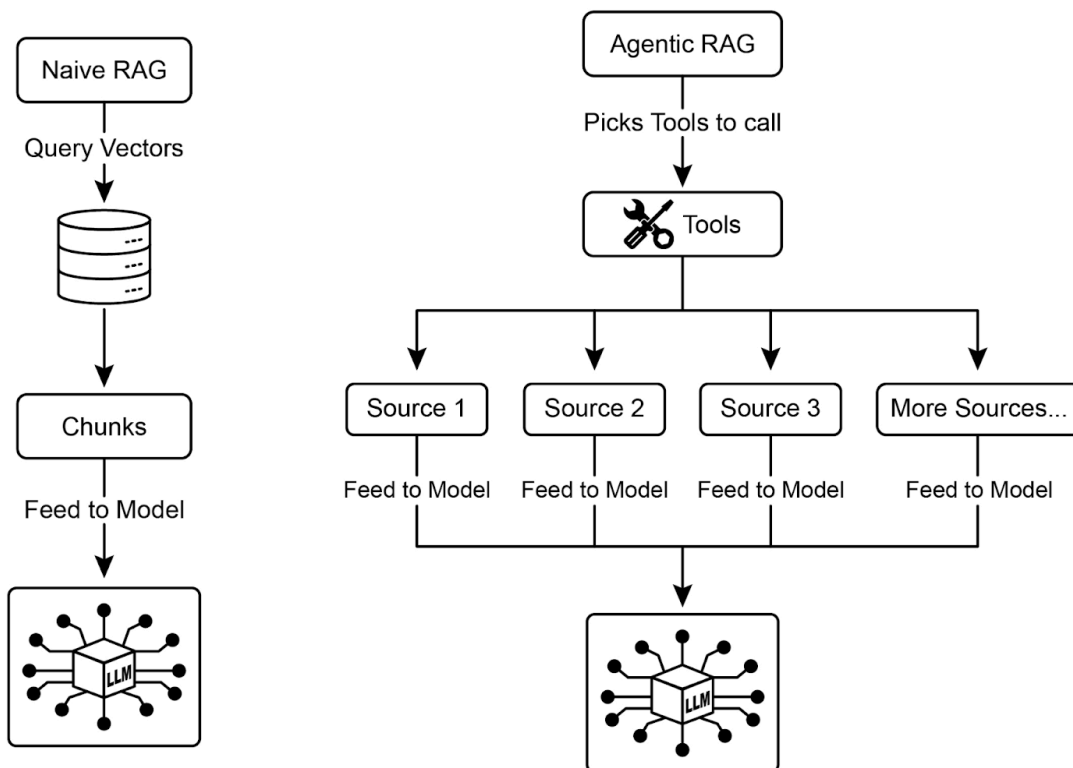 Naive RAG
Query Vectors
Chunks
Feed to Model
LLM
Agentic RAG
Picks Tools to call
Tools
Source 1
Source 2
Source 3
More Sources...
Feed to Model
Feed to Model
Feed to Model
Feed to Model
LLM